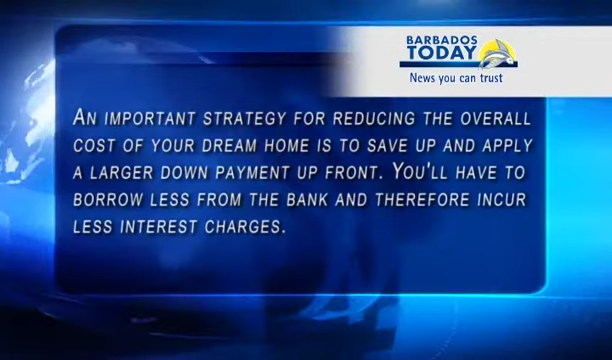 BARBADOS
TODAY
News you can trust
AN IMPORTANT STRATEGY FOR REDUCING THE OVERALL
COST OF YOUR DREAM HOME IS TO SAVE UP AND APPLY
A LARGER DOWN PAYMENT UP FRONT. YOU'LL HAVE TO
BORROW LESS FROM THE BANK AND THEREFORE INCUR
LESS INTEREST CHARGES.